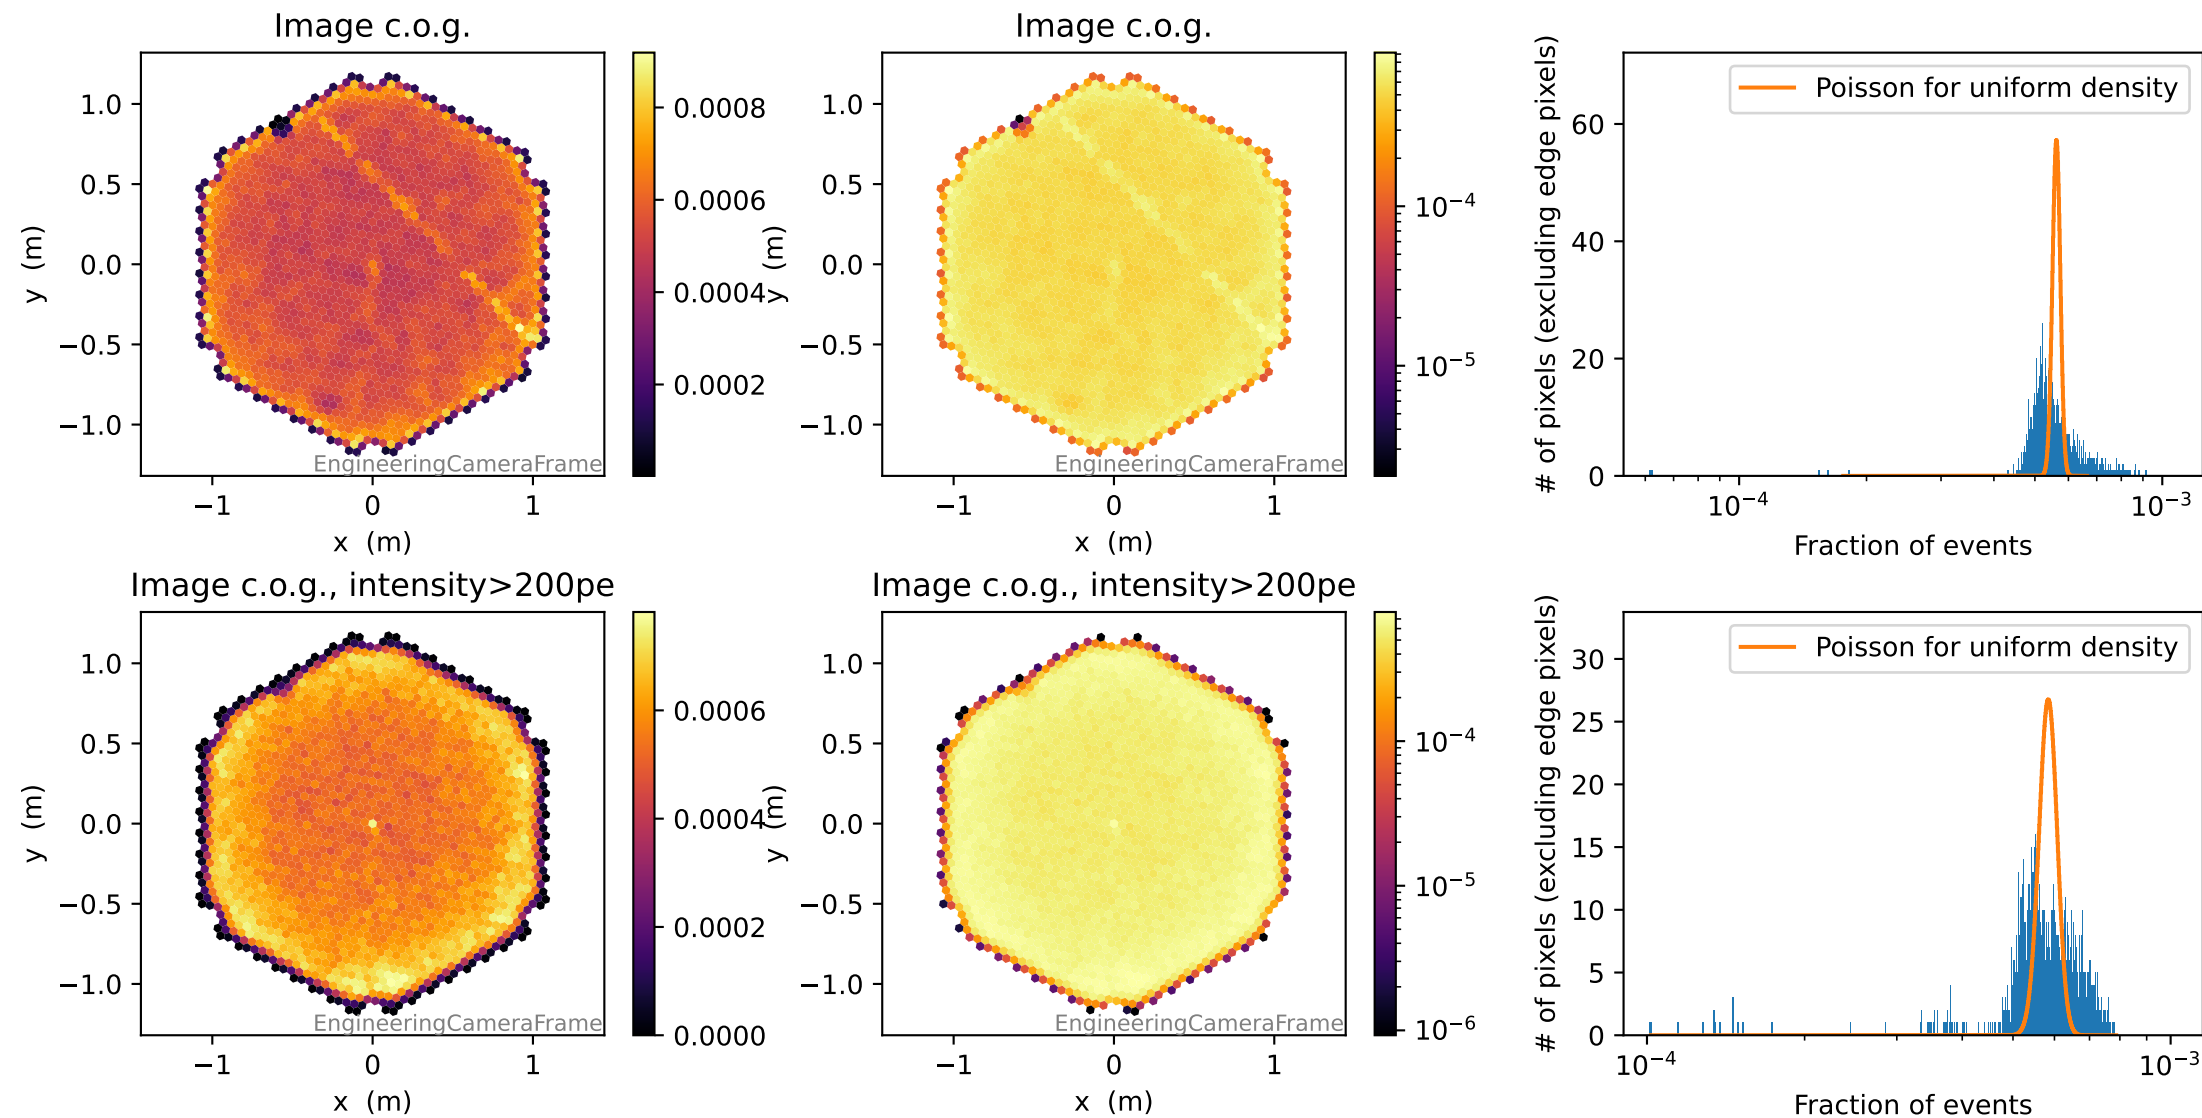 Image c.o.g.
1.0
0.5
0.0
−0.5
−1.0
y (m)
−1
0
1
x (m)
EngineeringCameraFrame
0.0008
0.0006
0.0004
0.0002
Image c.o.g.
1.0
0.5
0.0
−0.5
−1.0
y (m)
−1
0
1
x (m)
EngineeringCameraFrame
10−4
10−5
Poisson for uniform density
60
40
20
0
# of pixels (excluding edge pixels)
10−4
10−3
Fraction of events
Image c.o.g., intensity>200pe
1.0
0.5
0.0
−0.5
−1.0
y (m)
−1
0
1
x (m)
EngineeringCameraFrame
0.0006
0.0004
0.0002
0.0000
Image c.o.g., intensity>200pe
1.0
0.5
0.0
−0.5
−1.0
y (m)
−1
0
1
x (m)
EngineeringCameraFrame
10−4
10−5
10−6
Poisson for uniform density
30
25
20
15
10
5
0
# of pixels (excluding edge pixels)
10−4
10−3
Fraction of events